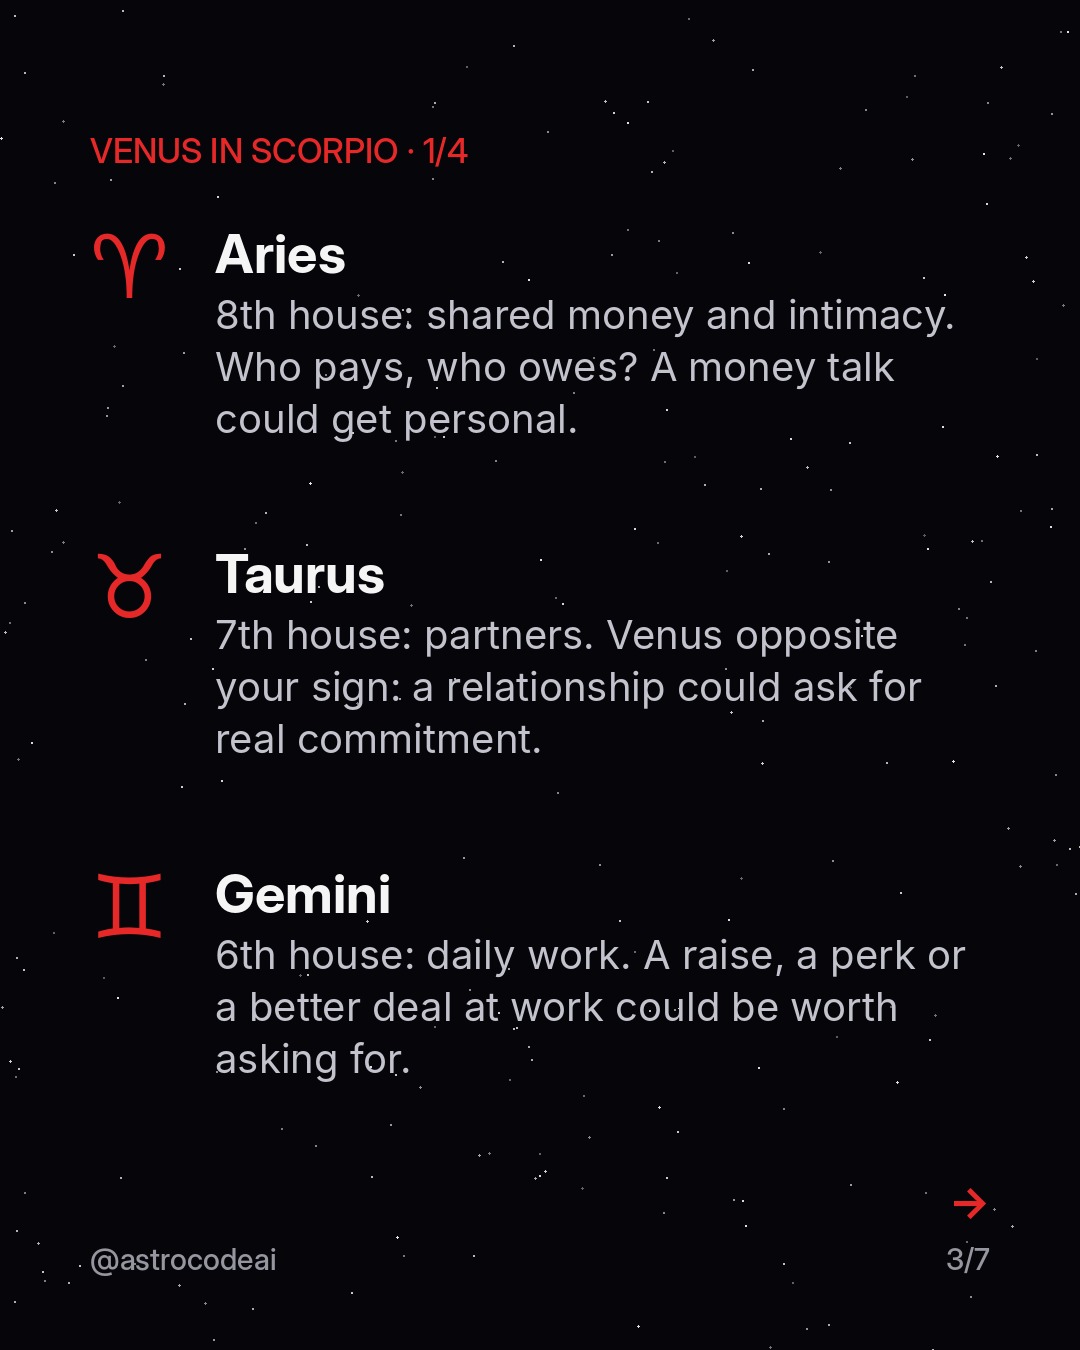 VENUS IN SCORPIO · 1/4
♈ Aries
8th house: shared money and intimacy.
Who pays, who owes? A money talk
could get personal.
♉ Taurus
7th house: partners. Venus opposite
your sign: a relationship could ask for
real commitment.
♊ Gemini
6th house: daily work. A raise, a perk or
a better deal at work could be worth
asking for.
→
@astrocodeai
3/7